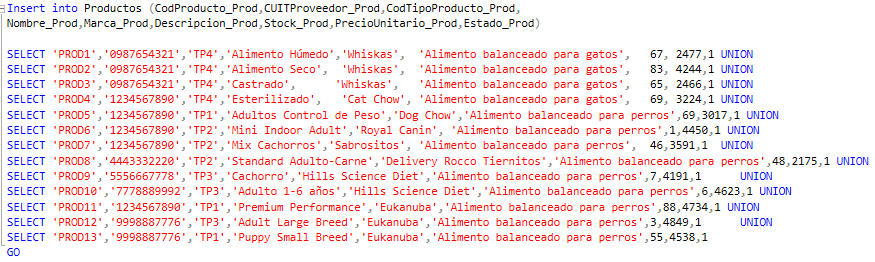 Insert into Productos (CodProducto_Prod,CUITProveedor_Prod,CodTipoProducto_Prod,
Nombre_Prod,Marca_Prod,Descripcion_Prod,Stock_Prod,PrecioUnitario_Prod,Estado_Prod)
SELECT 'PROD1','0987654321','TP4','Alimento Húmedo','Whiskas', 'Alimento balanceado para gatos', 67, 2477,1 UNION
SELECT 'PROD2','0987654321','TP4','Alimento Seco', 'Whiskas', 'Alimento balanceado para gatos', 83, 4244,1 UNION
SELECT 'PROD3','0987654321','TP4','Castrado', 'Whiskas', 'Alimento balanceado para gatos', 65, 2466,1 UNION
SELECT 'PROD4','1234567890','TP4','Esterilizado', 'Cat Chow', 'Alimento balanceado para gatos', 69, 3224,1 UNION
SELECT 'PROD5','1234567890','TP1','Adultos Control de Peso','Dog Chow','Alimento balanceado para perros',69,3017,1 UNION
SELECT 'PROD6','1234567890','TP2','Mini Indoor Adult','Royal Canin', 'Alimento balanceado para perros',1,4450,1 UNION
SELECT 'PROD7','1234567890','TP2','Mix Cachorros','Sabrositos', 'Alimento balanceado para perros', 46,3591,1 UNION
SELECT 'PROD8','4443332220','TP2','Standard Adulto-Carne','Delivery Rocco Tiernitos','Alimento balanceado para perros',48,2175,1 UNION
SELECT 'PROD9','5556667778','TP3','Cachorro','Hills Science Diet','Alimento balanceado para perros',7,4191,1 UNION
SELECT 'PROD10','7778889992','TP3','Adulto 1-6 años','Hills Science Diet','Alimento balanceado para perros',6,4623,1 UNION
SELECT 'PROD11','1234567890','TP1','Premium Performance','Eukanuba','Alimento balanceado para perros',88,4734,1 UNION
SELECT 'PROD12','9998887776','TP3','Adult Large Breed','Eukanuba','Alimento balanceado para perros',3,4849,1 UNION
SELECT 'PROD13','9998887776','TP1','Puppy Small Breed','Eukanuba','Alimento balanceado para perros',55,4538,1
GO